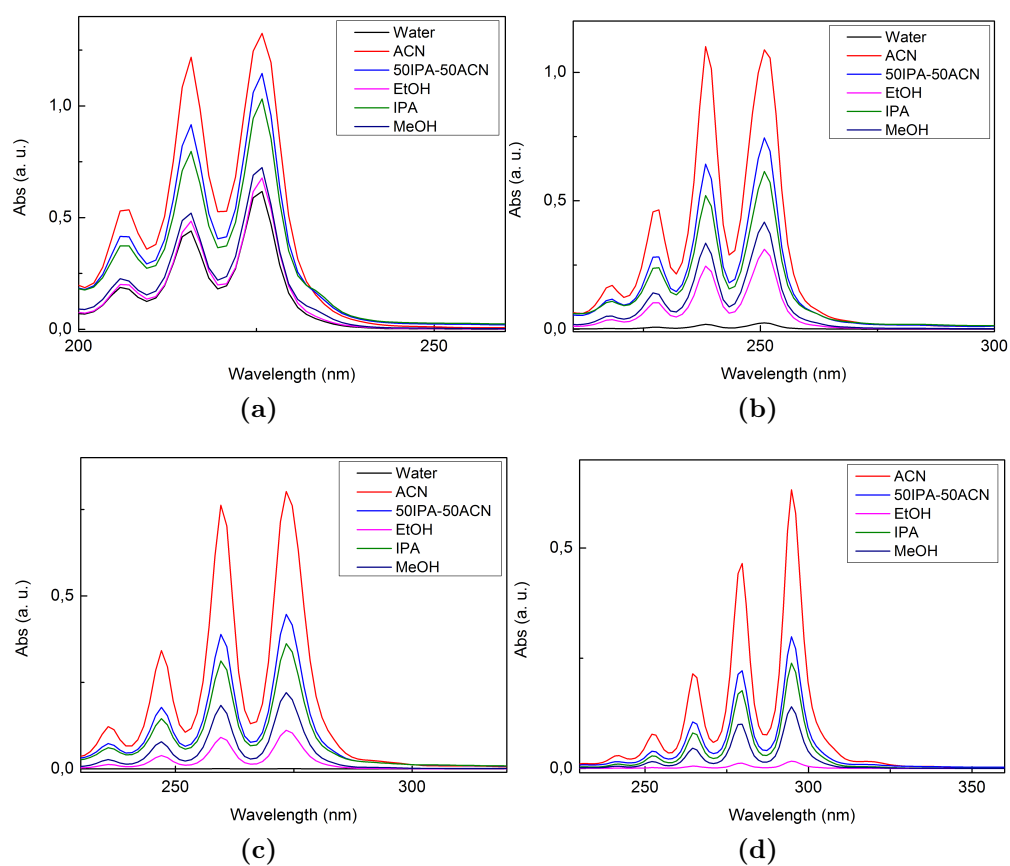 Water
ACN
50IPA-50ACN
EtOH
IPA
MeOH
1,0
0,5
0,0
200
250
Abs (a. u.)
Wavelength (nm)
(a)
Water
ACN
50IPA-50ACN
EtOH
IPA
MeOH
1,0
0,5
0,0
250
300
Abs (a. u.)
Wavelength (nm)
(b)
Water
ACN
50IPA-50ACN
EtOH
IPA
MeOH
0,5
0,0
250
300
Abs (a. u.)
Wavelength (nm)
(c)
ACN
50IPA-50ACN
EtOH
IPA
MeOH
0,5
0,0
250
300
350
Abs (a. u.)
Wavelength (nm)
(d)